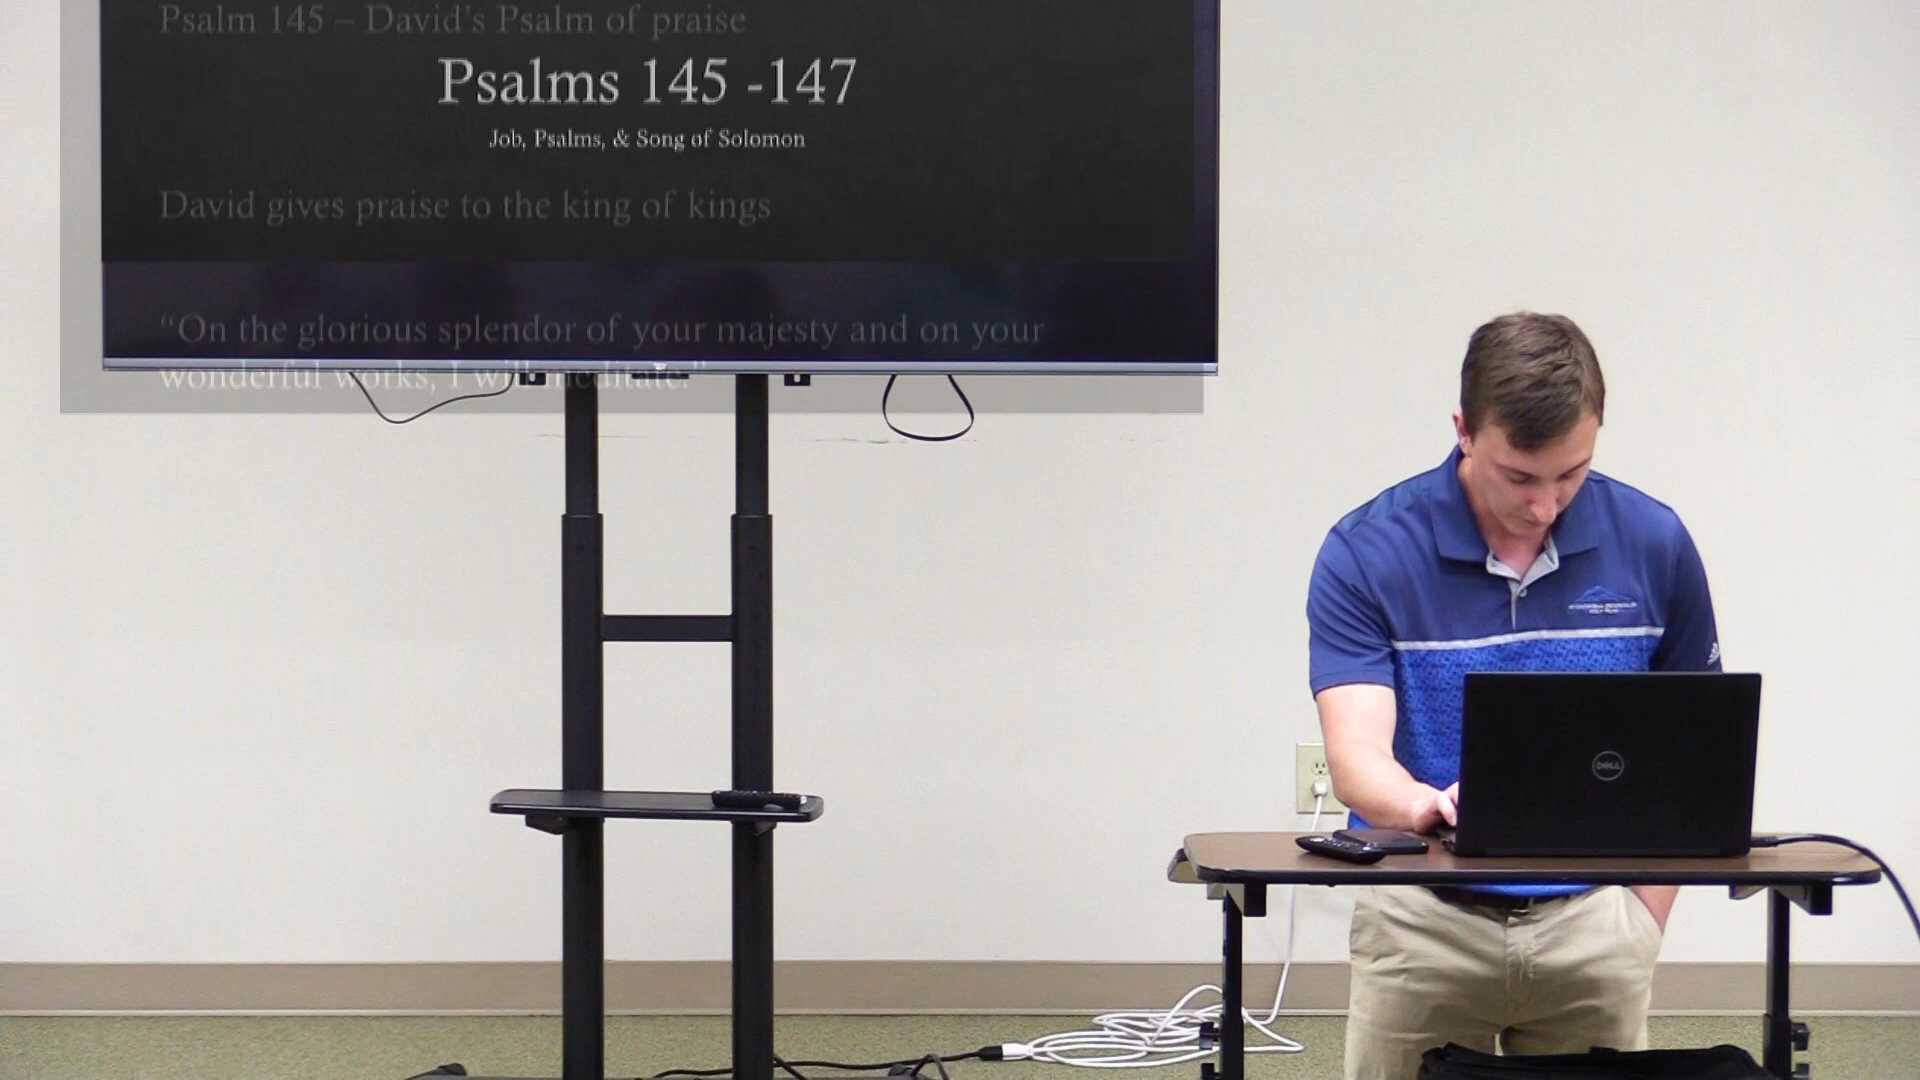 Psalm 145 – David's Psalm of praise
Psalms 145 -147
Job, Psalms, & Song of Solomon
David gives praise to the king of kings
“On the glorious splendor of your majesty and on your
wonderful works, I will meditate.”
DELL